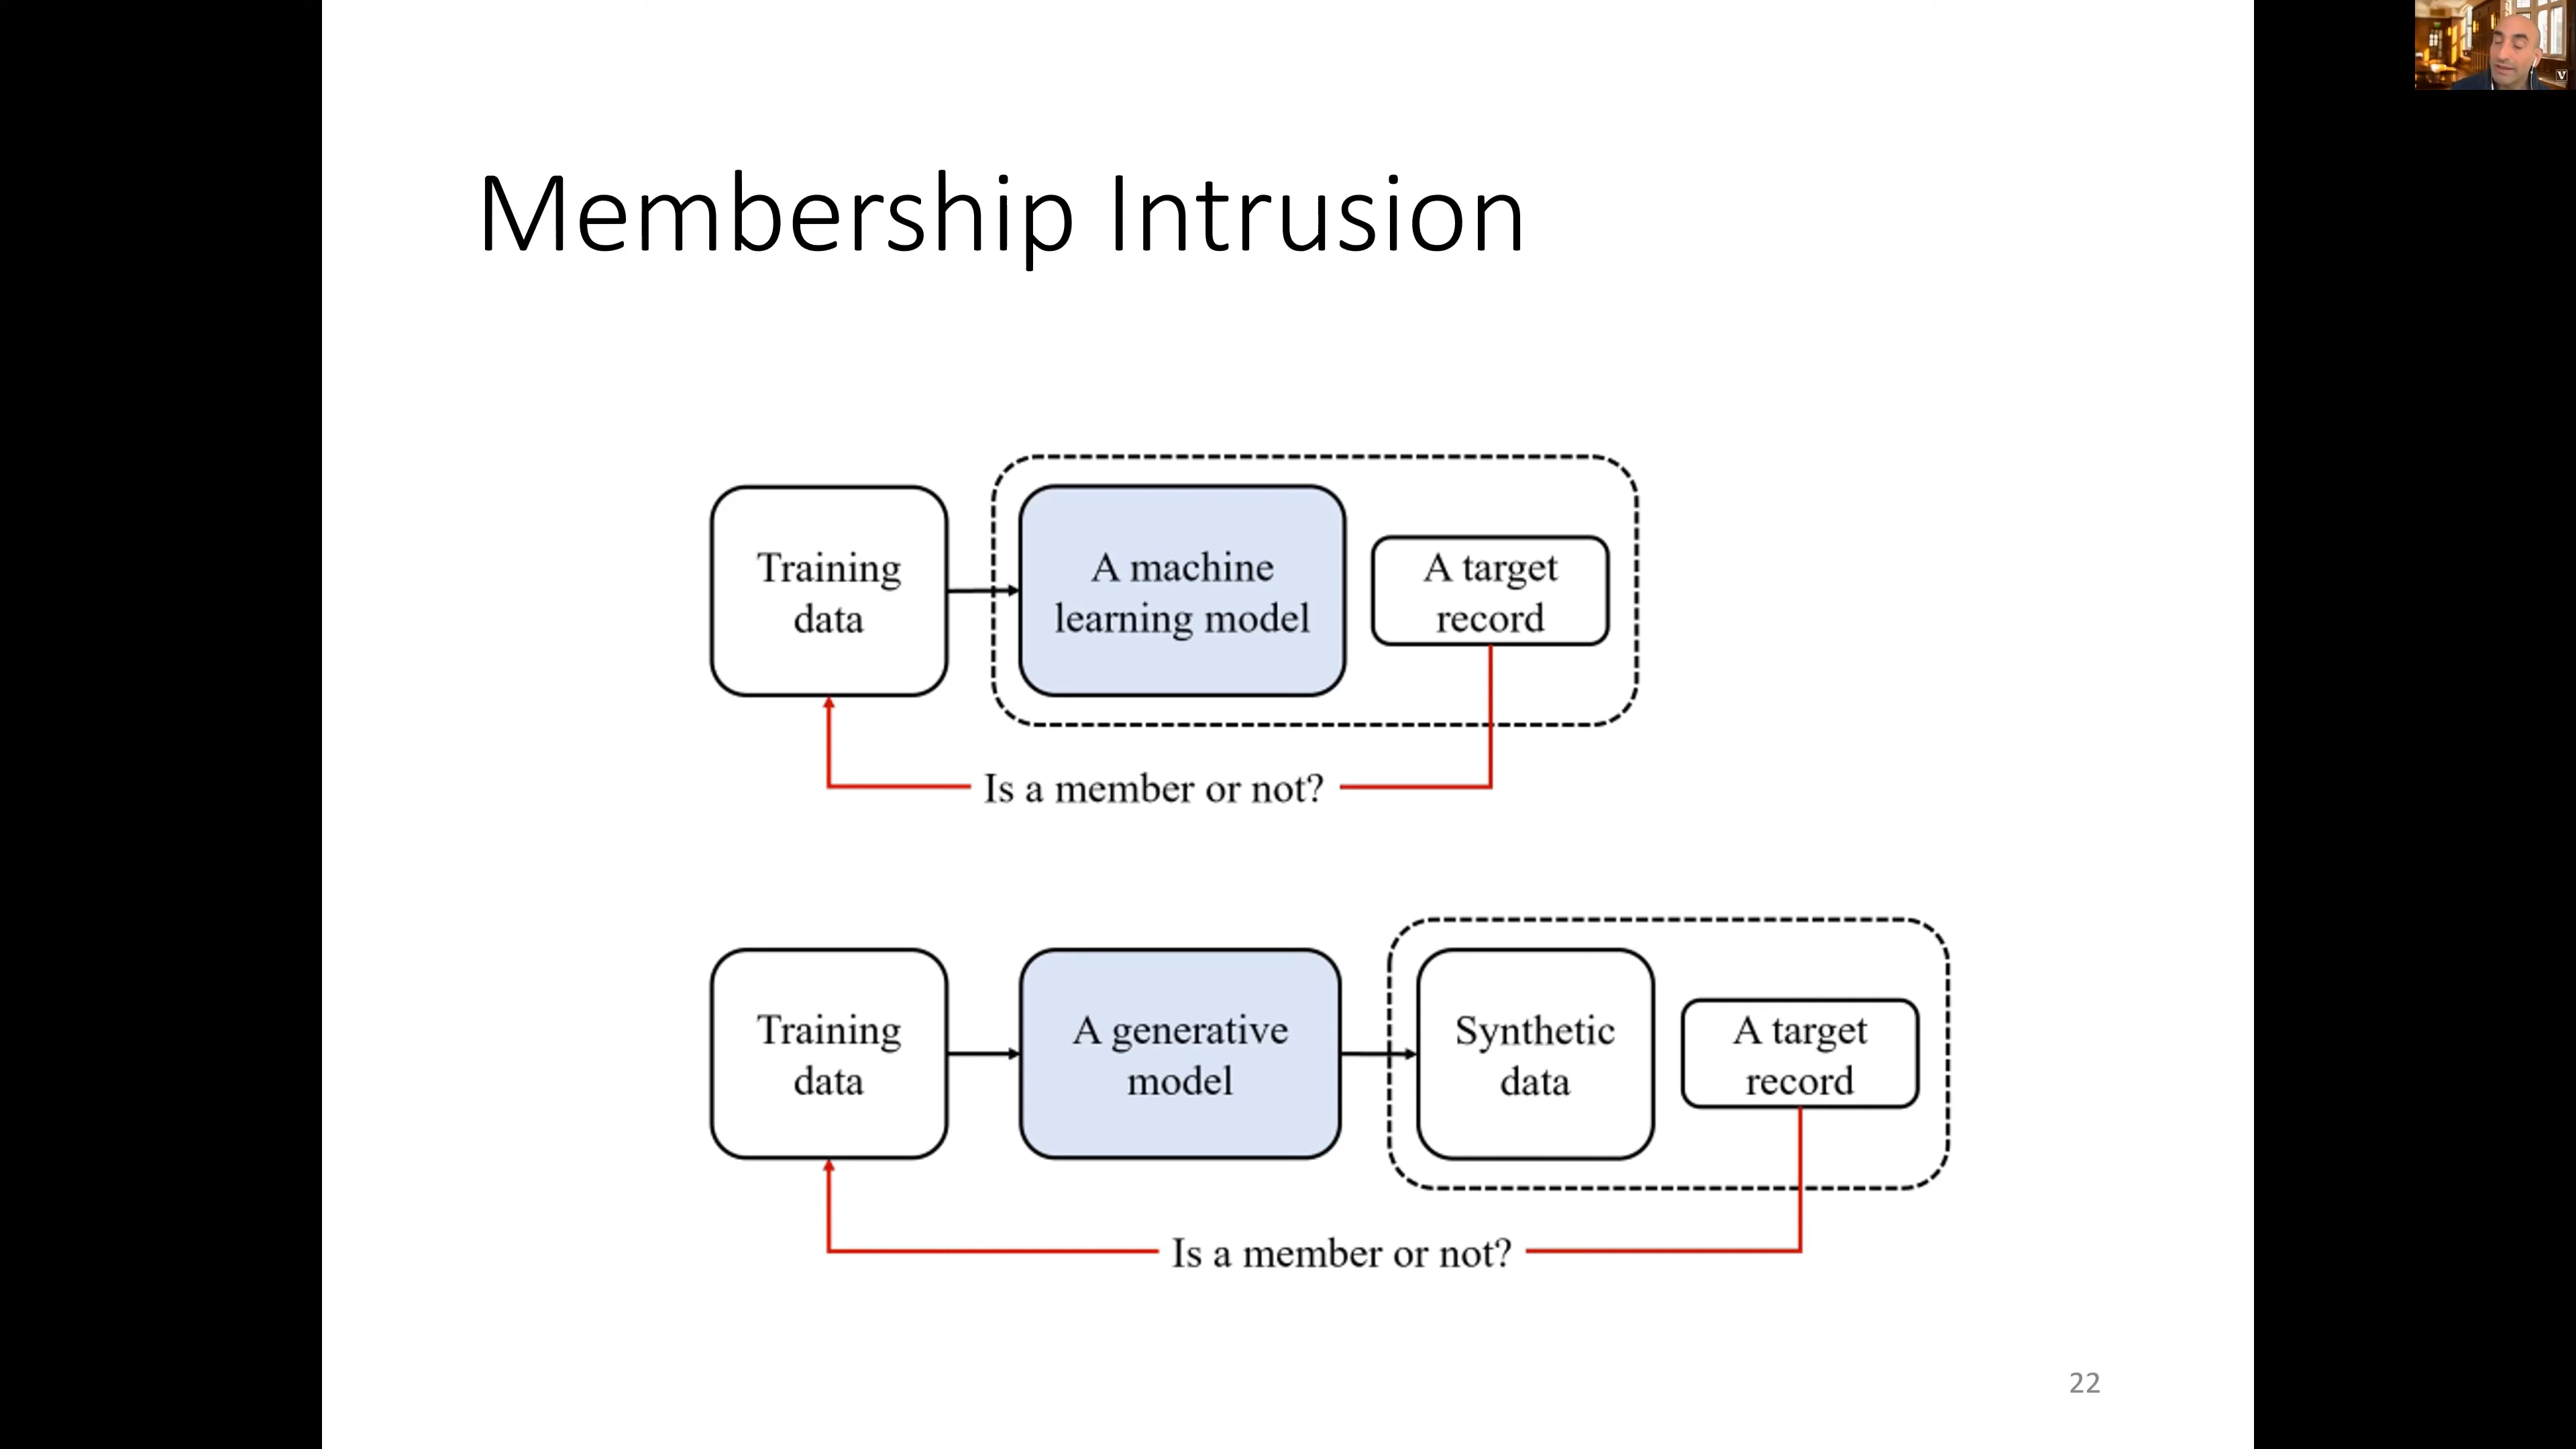 V
Membership Intrusion
Training
data
A machine
learning model
A target
record
Is a member or not?
Training
data
A generative
model
Synthetic
data
A target
record
Is a member or not?
22